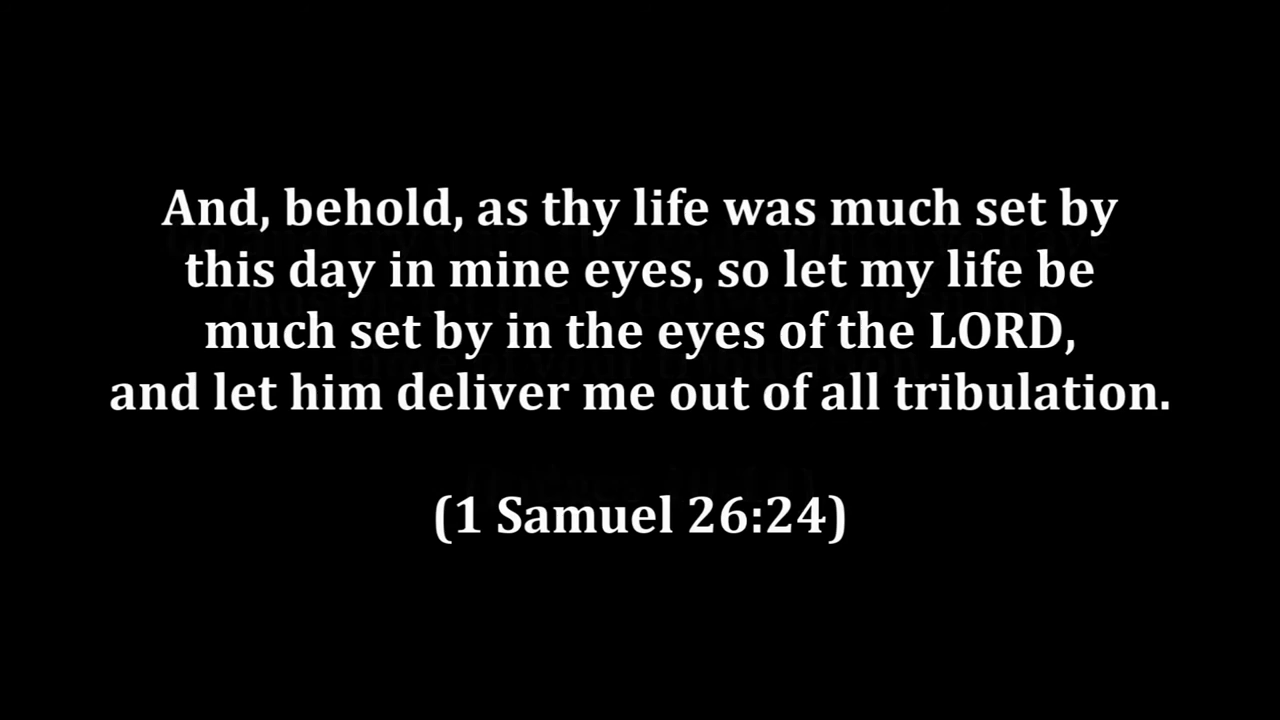 And, behold, as thy life was much set by
this day in mine eyes, so let my life be
much set by in the eyes of the LORD,
and let him deliver me out of all tribulation.
(1 Samuel 26:24)